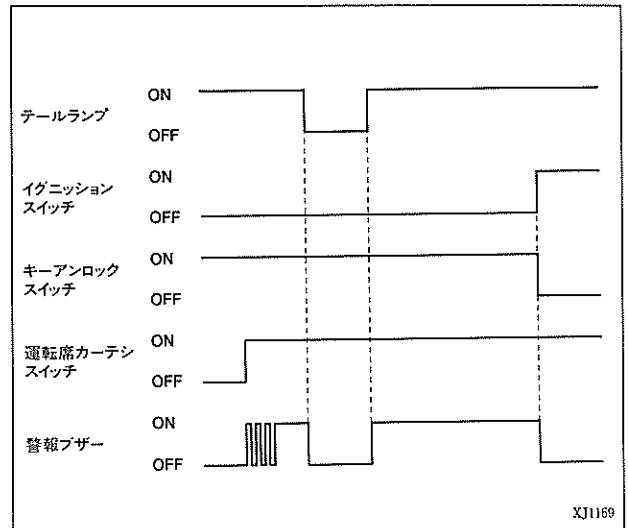 ON
テールランプ
OFF
ON
イグニッション
スイッチ
OFF
ON
キーアンロック
スイッチ
OFF
ON
運転席カーテシ
スイッチ
OFF
ON
警報ブザー
OFF
XJ1169